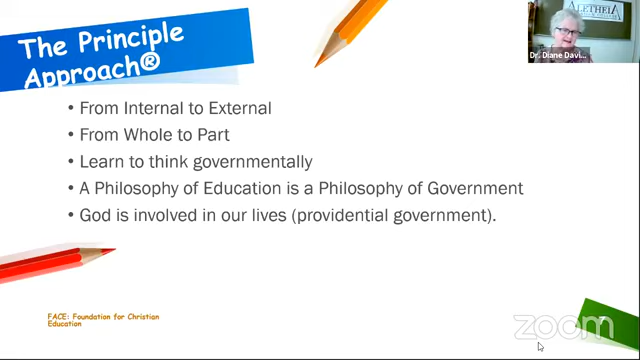 The Principle
Approach®
ALETHEIA
Dr. Diane Davi...
• From Internal to External
• From Whole to Part
• Learn to think governmentally
• A Philosophy of Education is a Philosophy of Government
• God is involved in our lives (providential government).
FACE: Foundation for Christian
Education
zoom